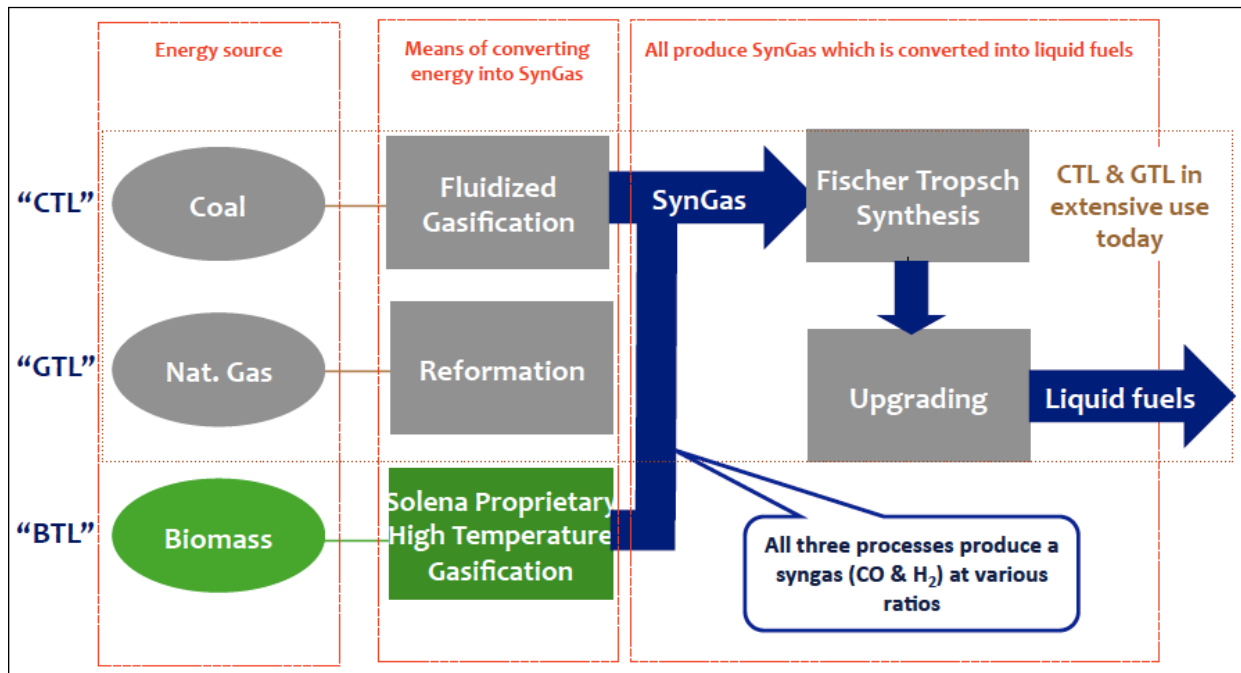 Energy source
Means of converting
energy into SynGas
All produce SynGas which is converted into liquid fuels
“CTL”
Coal
Fluidized
Gasification
SynGas
Fischer Tropsch
Synthesis
CTL & GTL in
extensive use
today
“GTL”
Nat. Gas
Reformation
Upgrading
Liquid fuels
“BTL”
Biomass
Solena Proprietary
High Temperature
Gasification
All three processes produce a
syngas (CO & H₂) at various
ratios